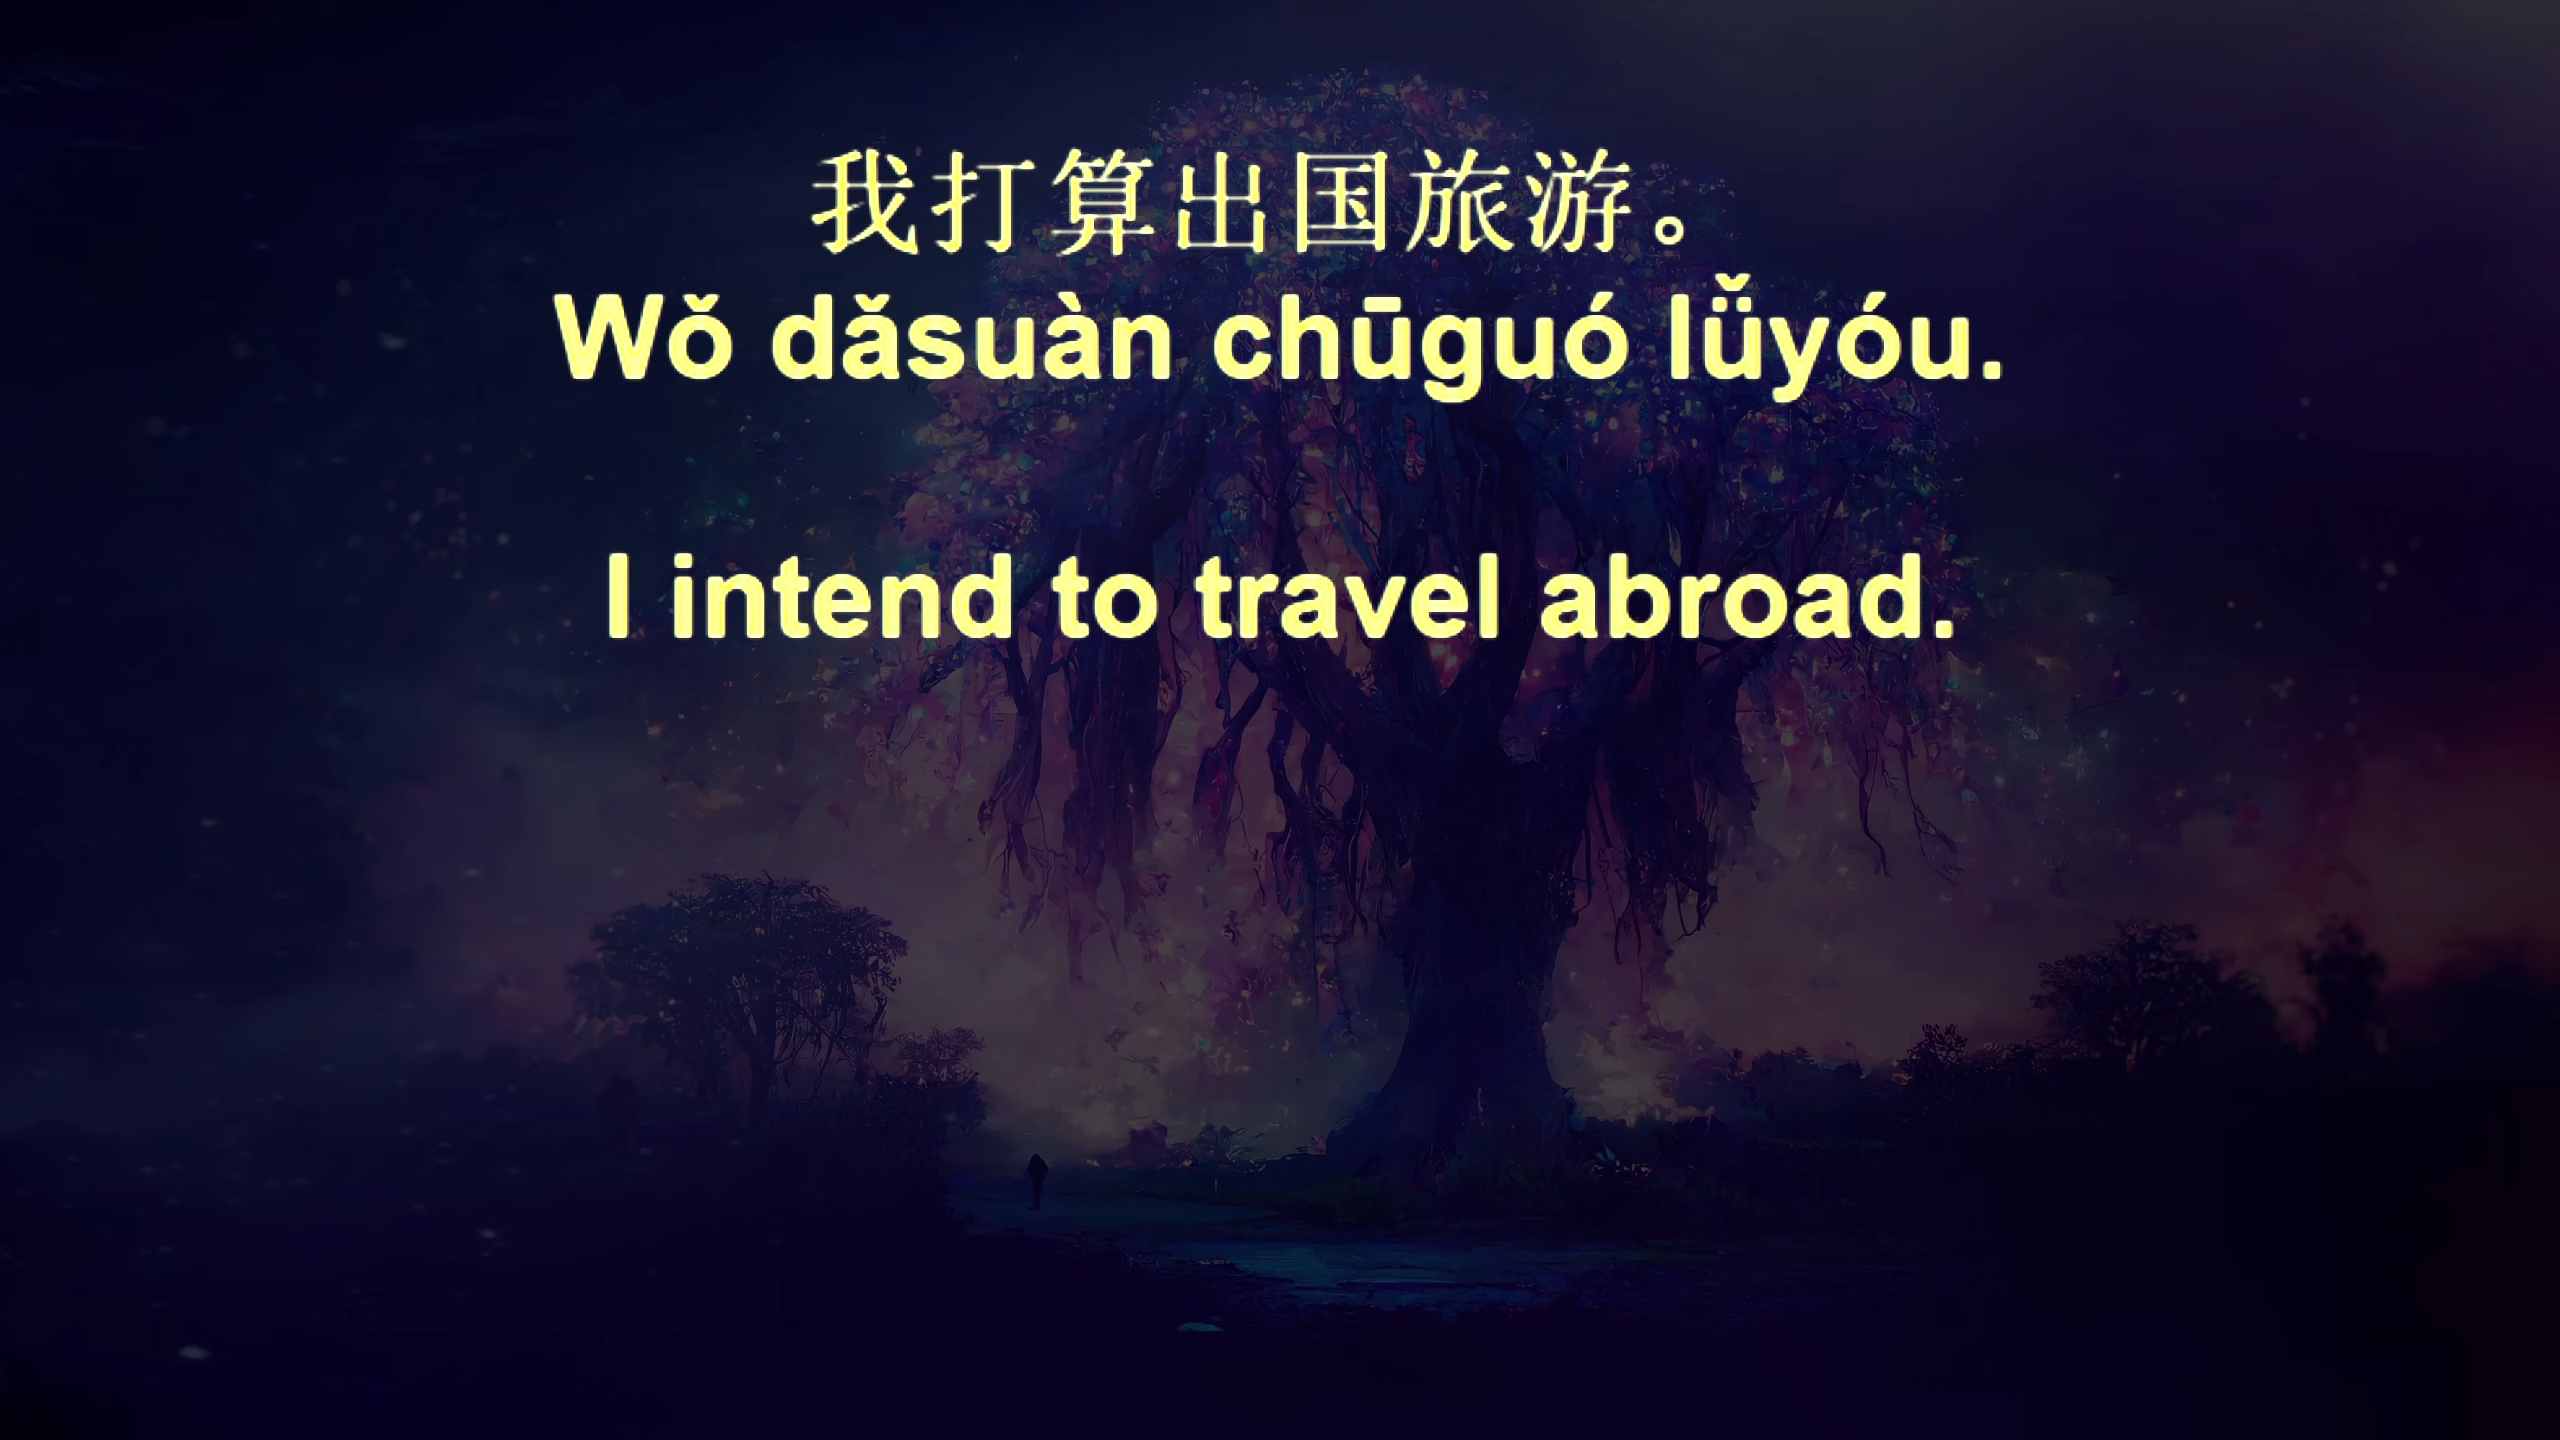 我打算出国旅游。
Wǒ dǎsuàn chūguó lǚyóu.
I intend to travel abroad.